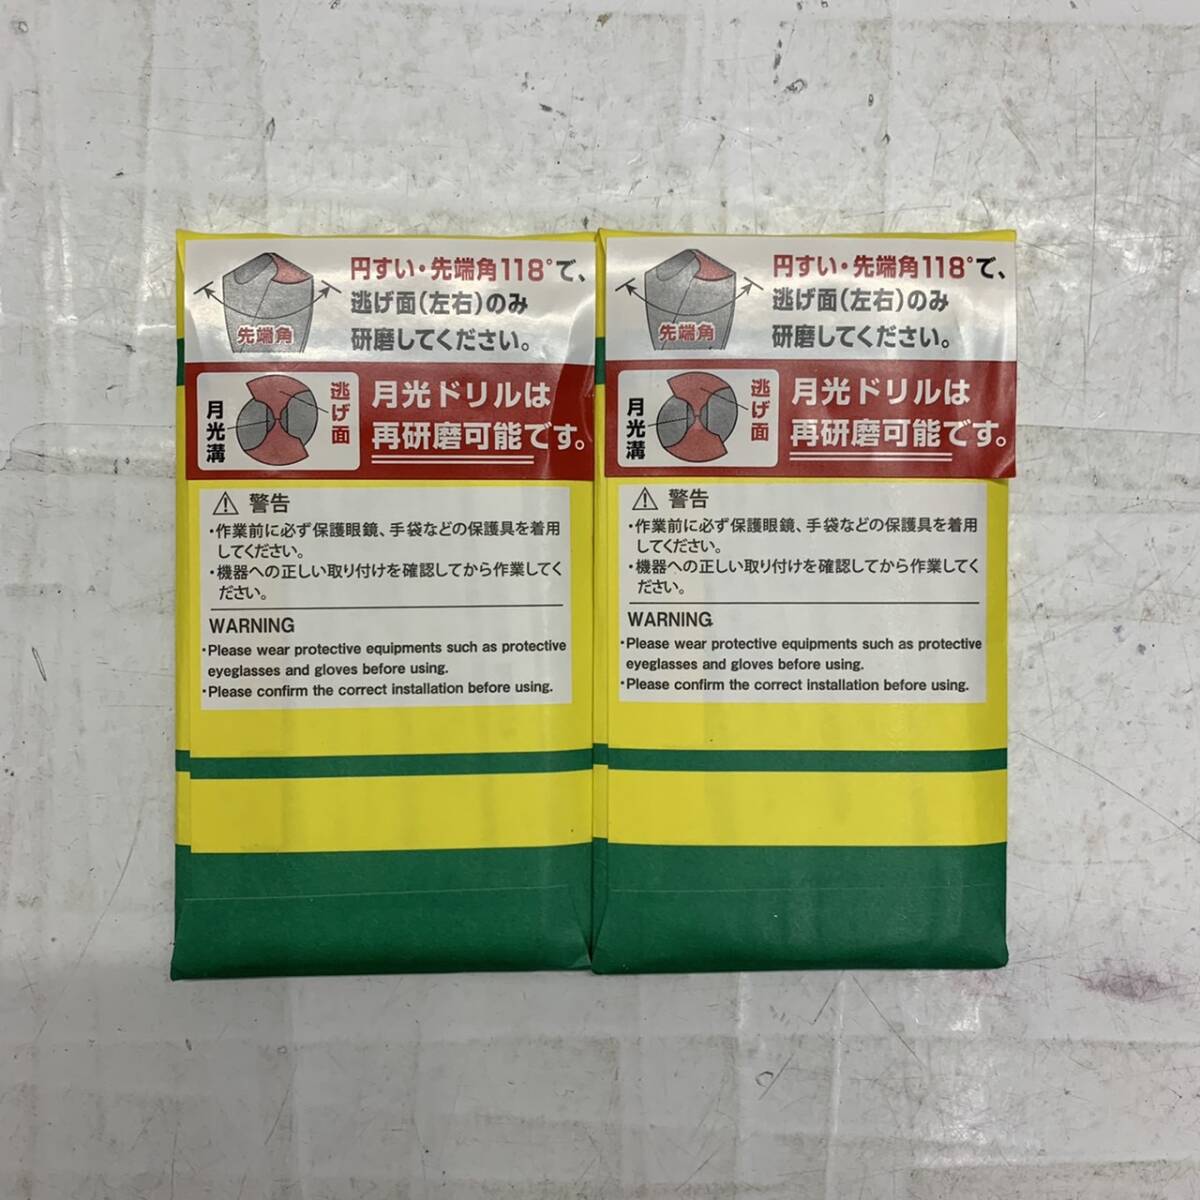 円すい・先端角118°で、
逃げ面(左右)のみ
研磨してください。
先端角
月光溝
逃げ面
月光ドリルは
再研磨可能です。
⚠ 警告
・作業前に必ず保護眼鏡、手袋などの保護具を着用
してください。
・機器への正しい取り付けを確認してから作業してく
ださい。
WARNING
・Please wear protective equipments such as protective
eyeglasses and gloves before using.
・Please confirm the correct installation before using.
円すい・先端角118°で、
逃げ面(左右)のみ
研磨してください。
先端角
月光溝
逃げ面
月光ドリルは
再研磨可能です。
⚠ 警告
・作業前に必ず保護眼鏡、手袋などの保護具を着用
してください。
・機器への正しい取り付けを確認してから作業してく
ださい。
WARNING
・Please wear protective equipments such as protective
eyeglasses and gloves before using.
・Please confirm the correct installation before using.